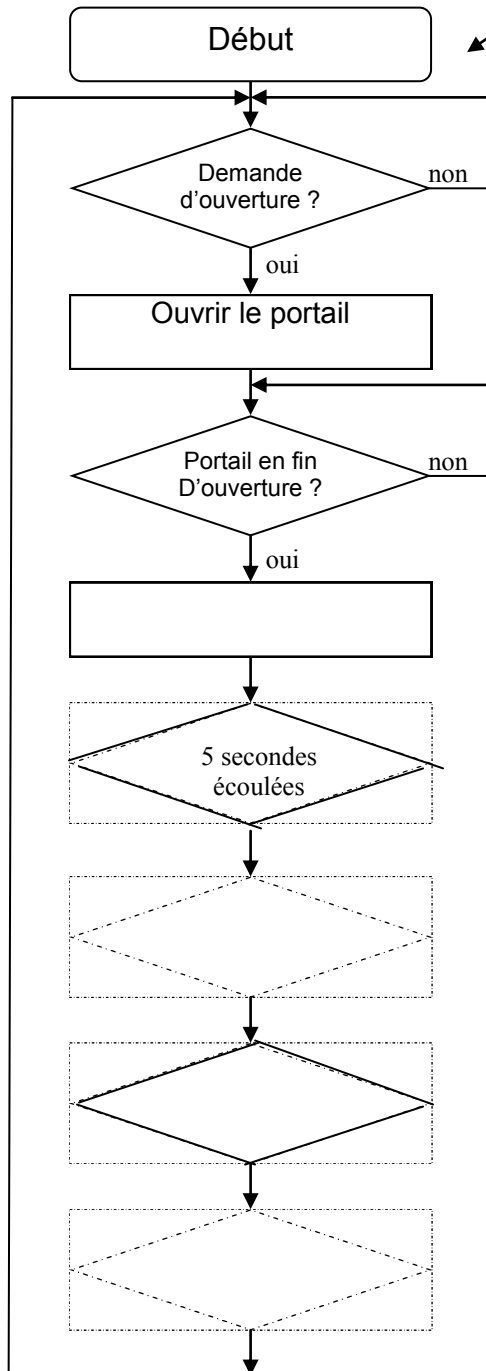 Début
Demande
d'ouverture ?
non
oui
Ouvrir le portail
Portail en fin
D'ouverture ?
non
oui
5 secondes
écoulées